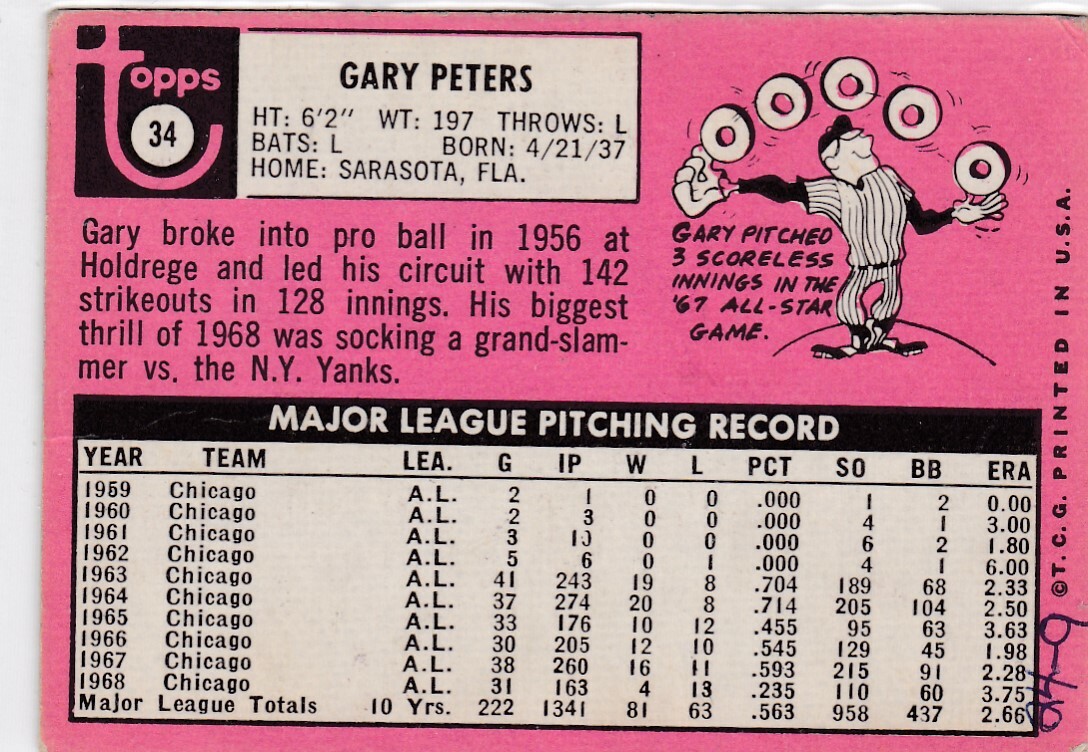 topps
34
GARY PETERS
HT: 6'2" WT: 197 THROWS: L
BATS: L BORN: 4/21/37
HOME: SARASOTA, FLA.
Gary broke into pro ball in 1956 at
Holdrege and led his circuit with 142
strikeouts in 128 innings. His biggest
thrill of 1968 was socking a grand-slam-
mer vs. the N.Y. Yanks.
GARY PITCHED
3 SCORELESS
INNINGS IN THE
'67 ALL-STAR
GAME.
MAJOR LEAGUE PITCHING RECORD
YEAR TEAM LEA. G IP W L PCT SO BB ERA
1959 Chicago A.L. 2 1 0 0 .000 1 2 0.00
1960 Chicago A.L. 2 3 0 0 .000 4 1 3.00
1961 Chicago A.L. 3 10 0 0 .000 6 2 1.80
1962 Chicago A.L. 5 6 0 1 .000 4 1 6.00
1963 Chicago A.L. 41 243 19 8 .704 189 68 2.33
1964 Chicago A.L. 37 274 20 8 .714 205 104 2.50
1965 Chicago A.L. 33 176 10 12 .455 95 63 3.63
1966 Chicago A.L. 30 205 12 10 .545 129 45 1.98
1967 Chicago A.L. 38 260 16 11 .593 215 91 2.28
1968 Chicago A.L. 31 163 4 13 .235 110 60 3.75
Major League Totals 10 Yrs. 222 1341 81 63 .563 958 437 2.66
©T.C.G. PRINTED IN U.S.A.